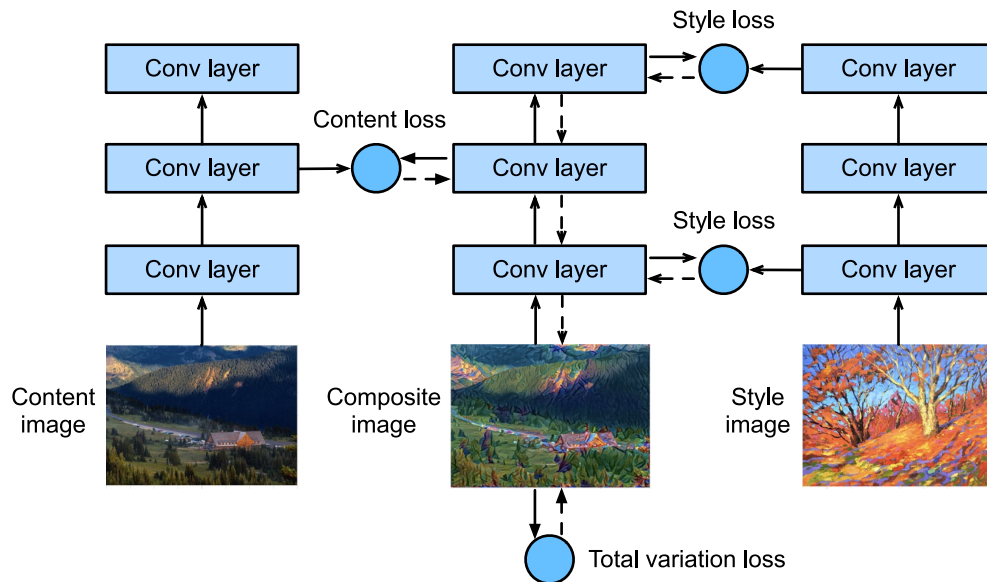 Style loss
Conv layer
Conv layer
Conv layer
Content loss
Conv layer
Conv layer
Conv layer
Style loss
Conv layer
Conv layer
Conv layer
Content
image
Composite
image
Style
image
Total variation loss